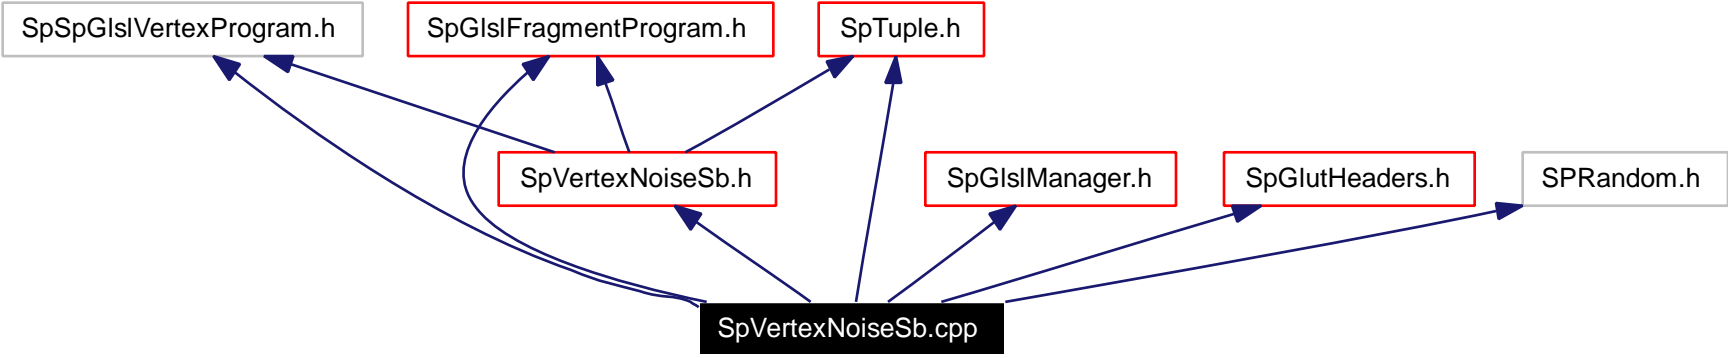 SpSpGlslVertexProgram.h
SpGlslFragmentProgram.h
SpTuple.h
SpVertexNoiseSb.h
SpGlslManager.h
SpGlutHeaders.h
SPRandom.h
SpVertexNoiseSb.cpp